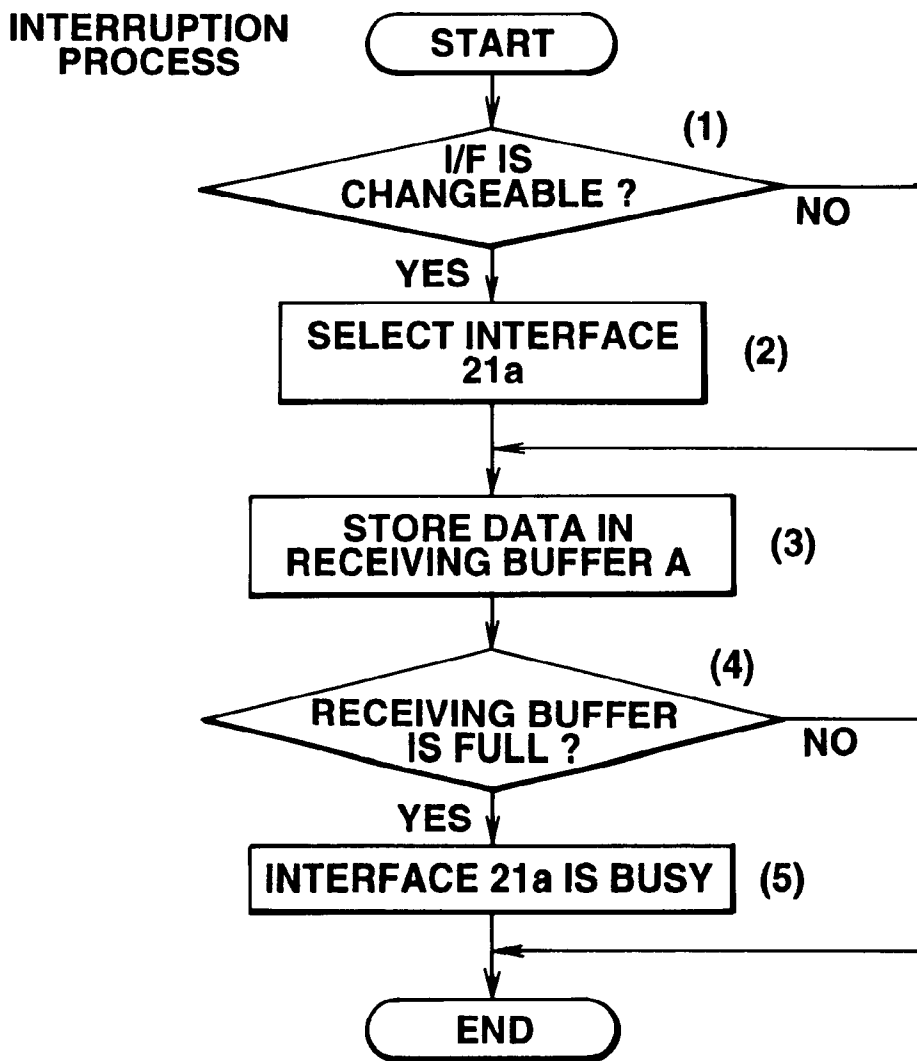 INTERRUPTION
PROCESS
START
(1)
I/F IS
CHANGEABLE ?
NO
YES
SELECT INTERFACE
21a
(2)
STORE DATA IN
RECEIVING BUFFER A
(3)
(4)
RECEIVING BUFFER
IS FULL ?
NO
YES
INTERFACE 21a IS BUSY
(5)
END